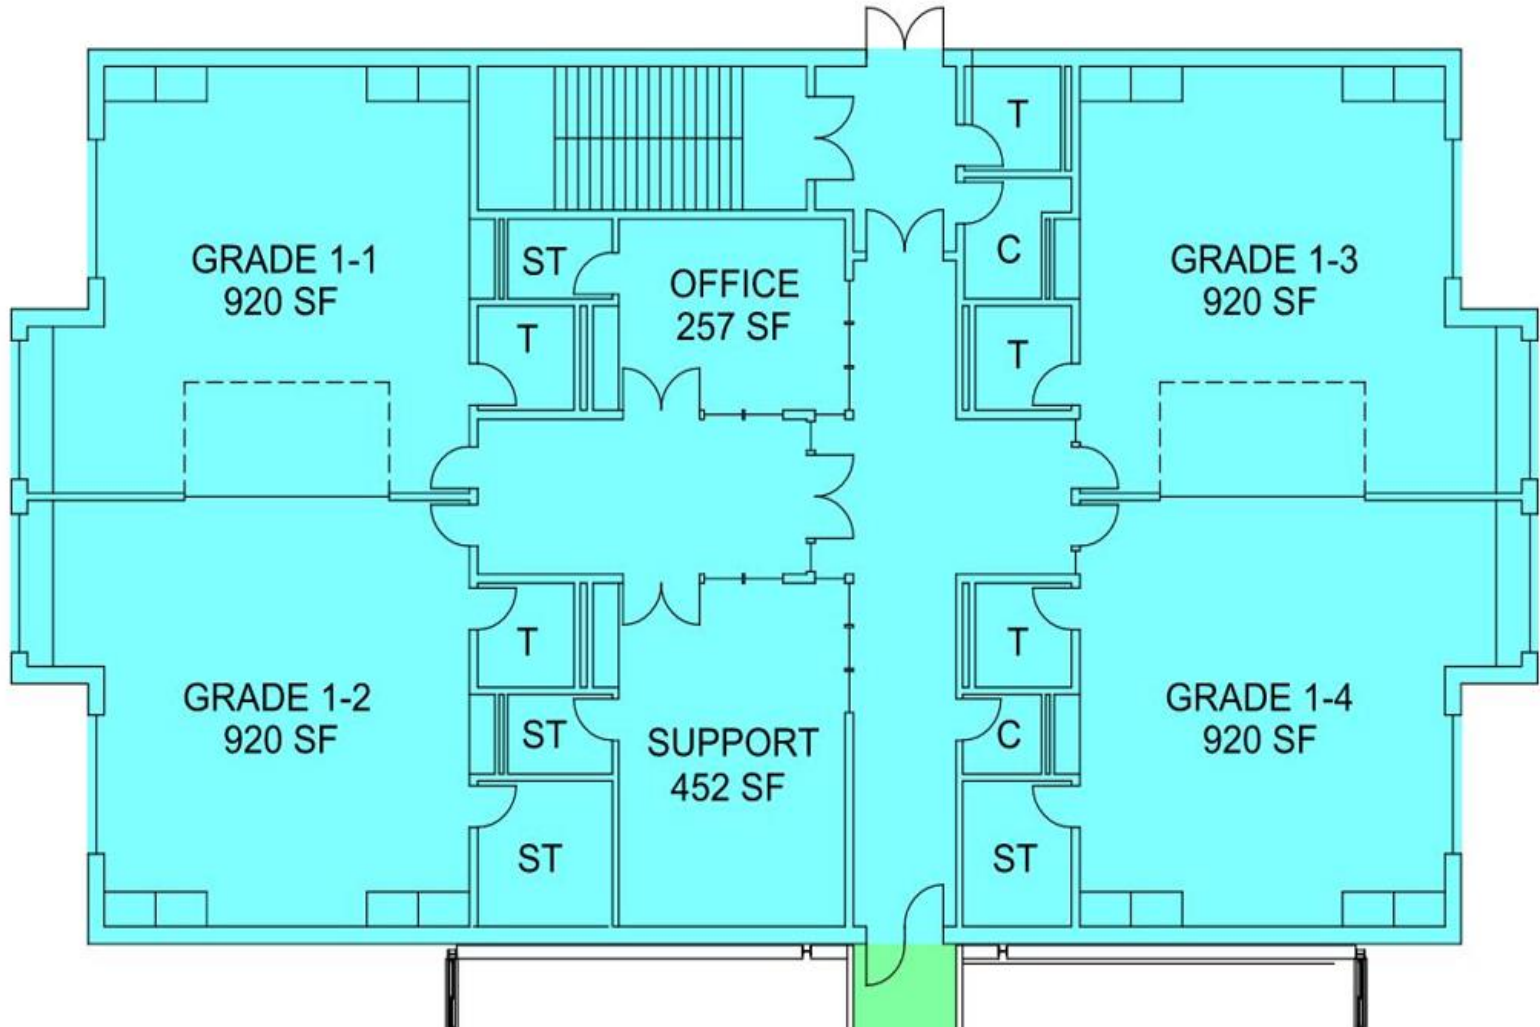 T
GRADE 1-1
920 SF
ST
OFFICE
257 SF
C
GRADE 1-3
920 SF
T
T
T
T
GRADE 1-2
920 SF
ST
SUPPORT
452 SF
C
GRADE 1-4
920 SF
ST
ST